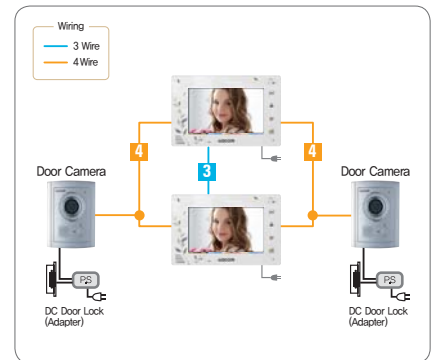 Wiring
3 Wire
4 Wire
4
4
3
Door Camera
Door Camera
PS
PS
DC Door Lock
(Adapter)
DC Door Lock
(Adapter)